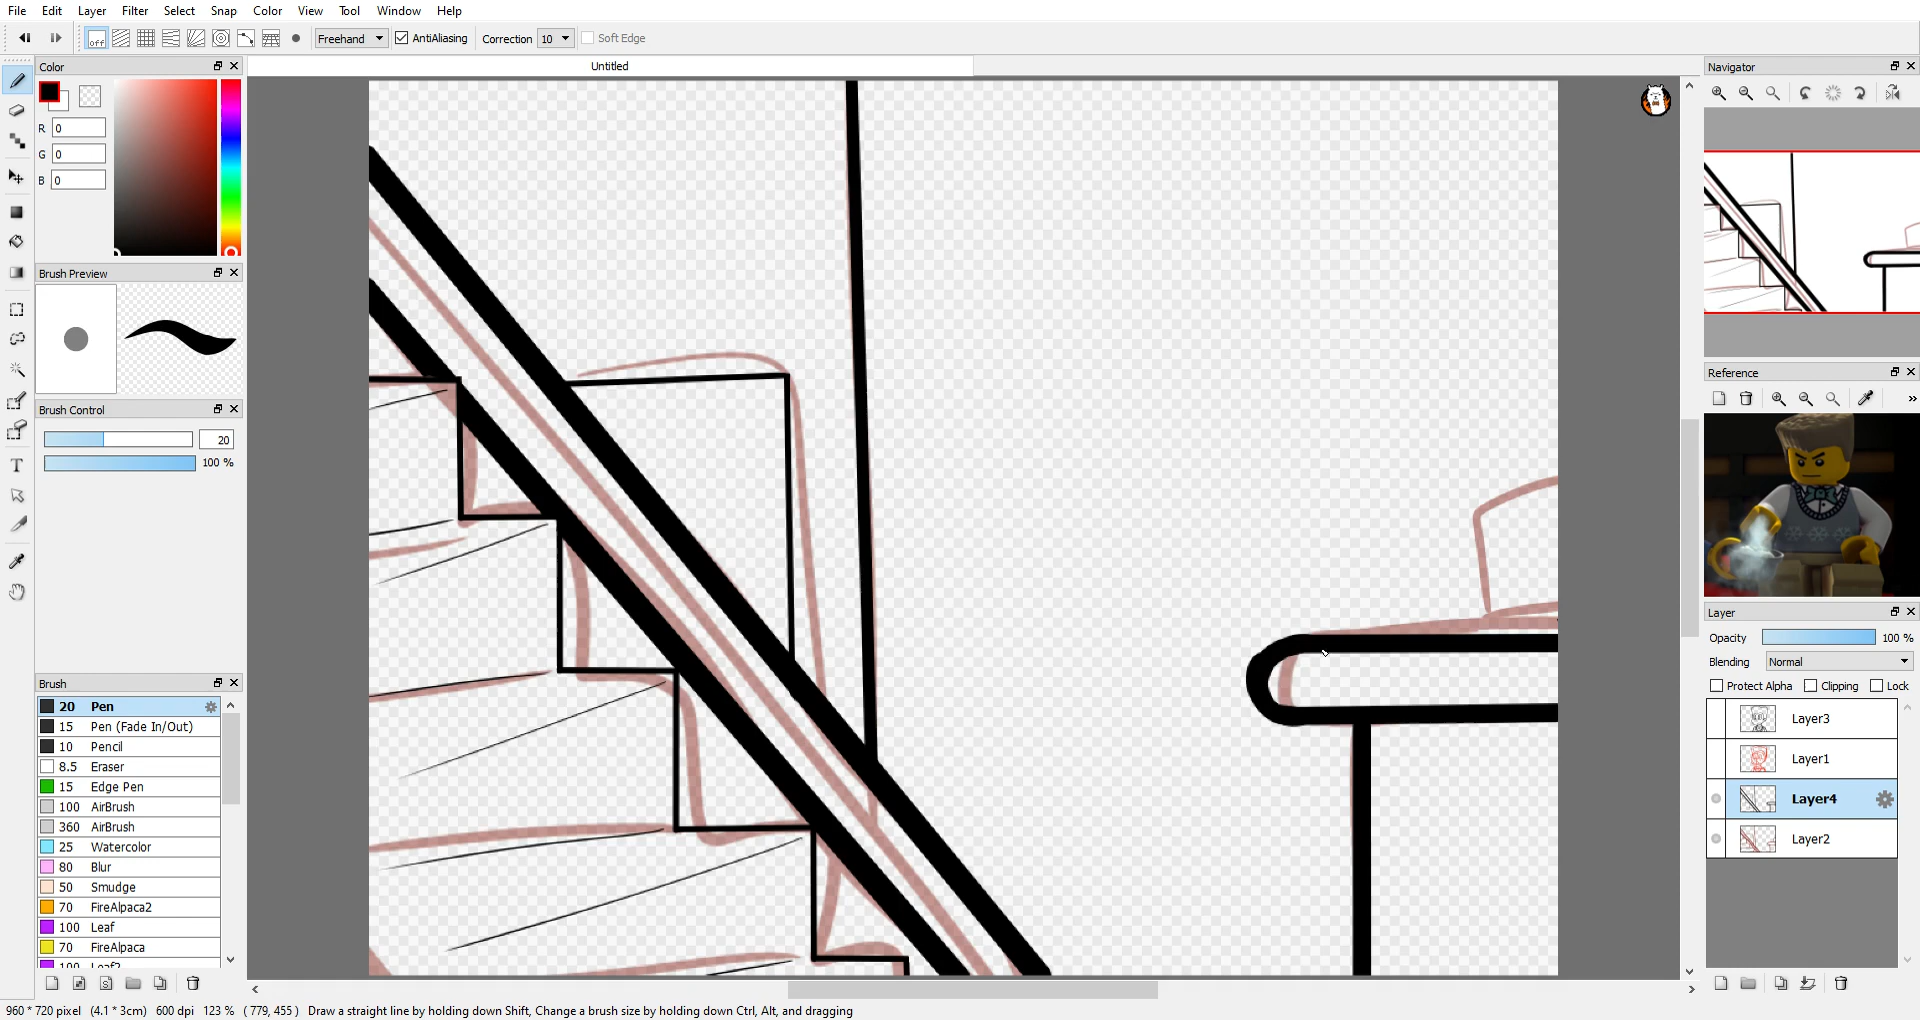 File Edit Layer Filter Select Snap Color View Tool Window Help
off Freehand AntiAliasing Correction 10 Soft Edge
Color
Untitled
Navigator
R 0
G 0
B 0
Brush Preview
Reference
»
Brush Control
20
100 %
Layer
Opacity 100 %
Blending Normal
Protect Alpha Clipping Lock
Layer3
Layer1
Layer4
Layer2
Brush
20 Pen
15 Pen (Fade In/Out)
10 Pencil
8.5 Eraser
15 Edge Pen
100 AirBrush
360 AirBrush
25 Watercolor
80 Blur
50 Smudge
70 FireAlpaca2
100 Leaf
70 FireAlpaca
100 Leaf2
960 * 720 pixel (4.1 * 3cm) 600 dpi 123 % ( 779, 455 ) Draw a straight line by holding down Shift, Change a brush size by holding down Ctrl, Alt, and dragging